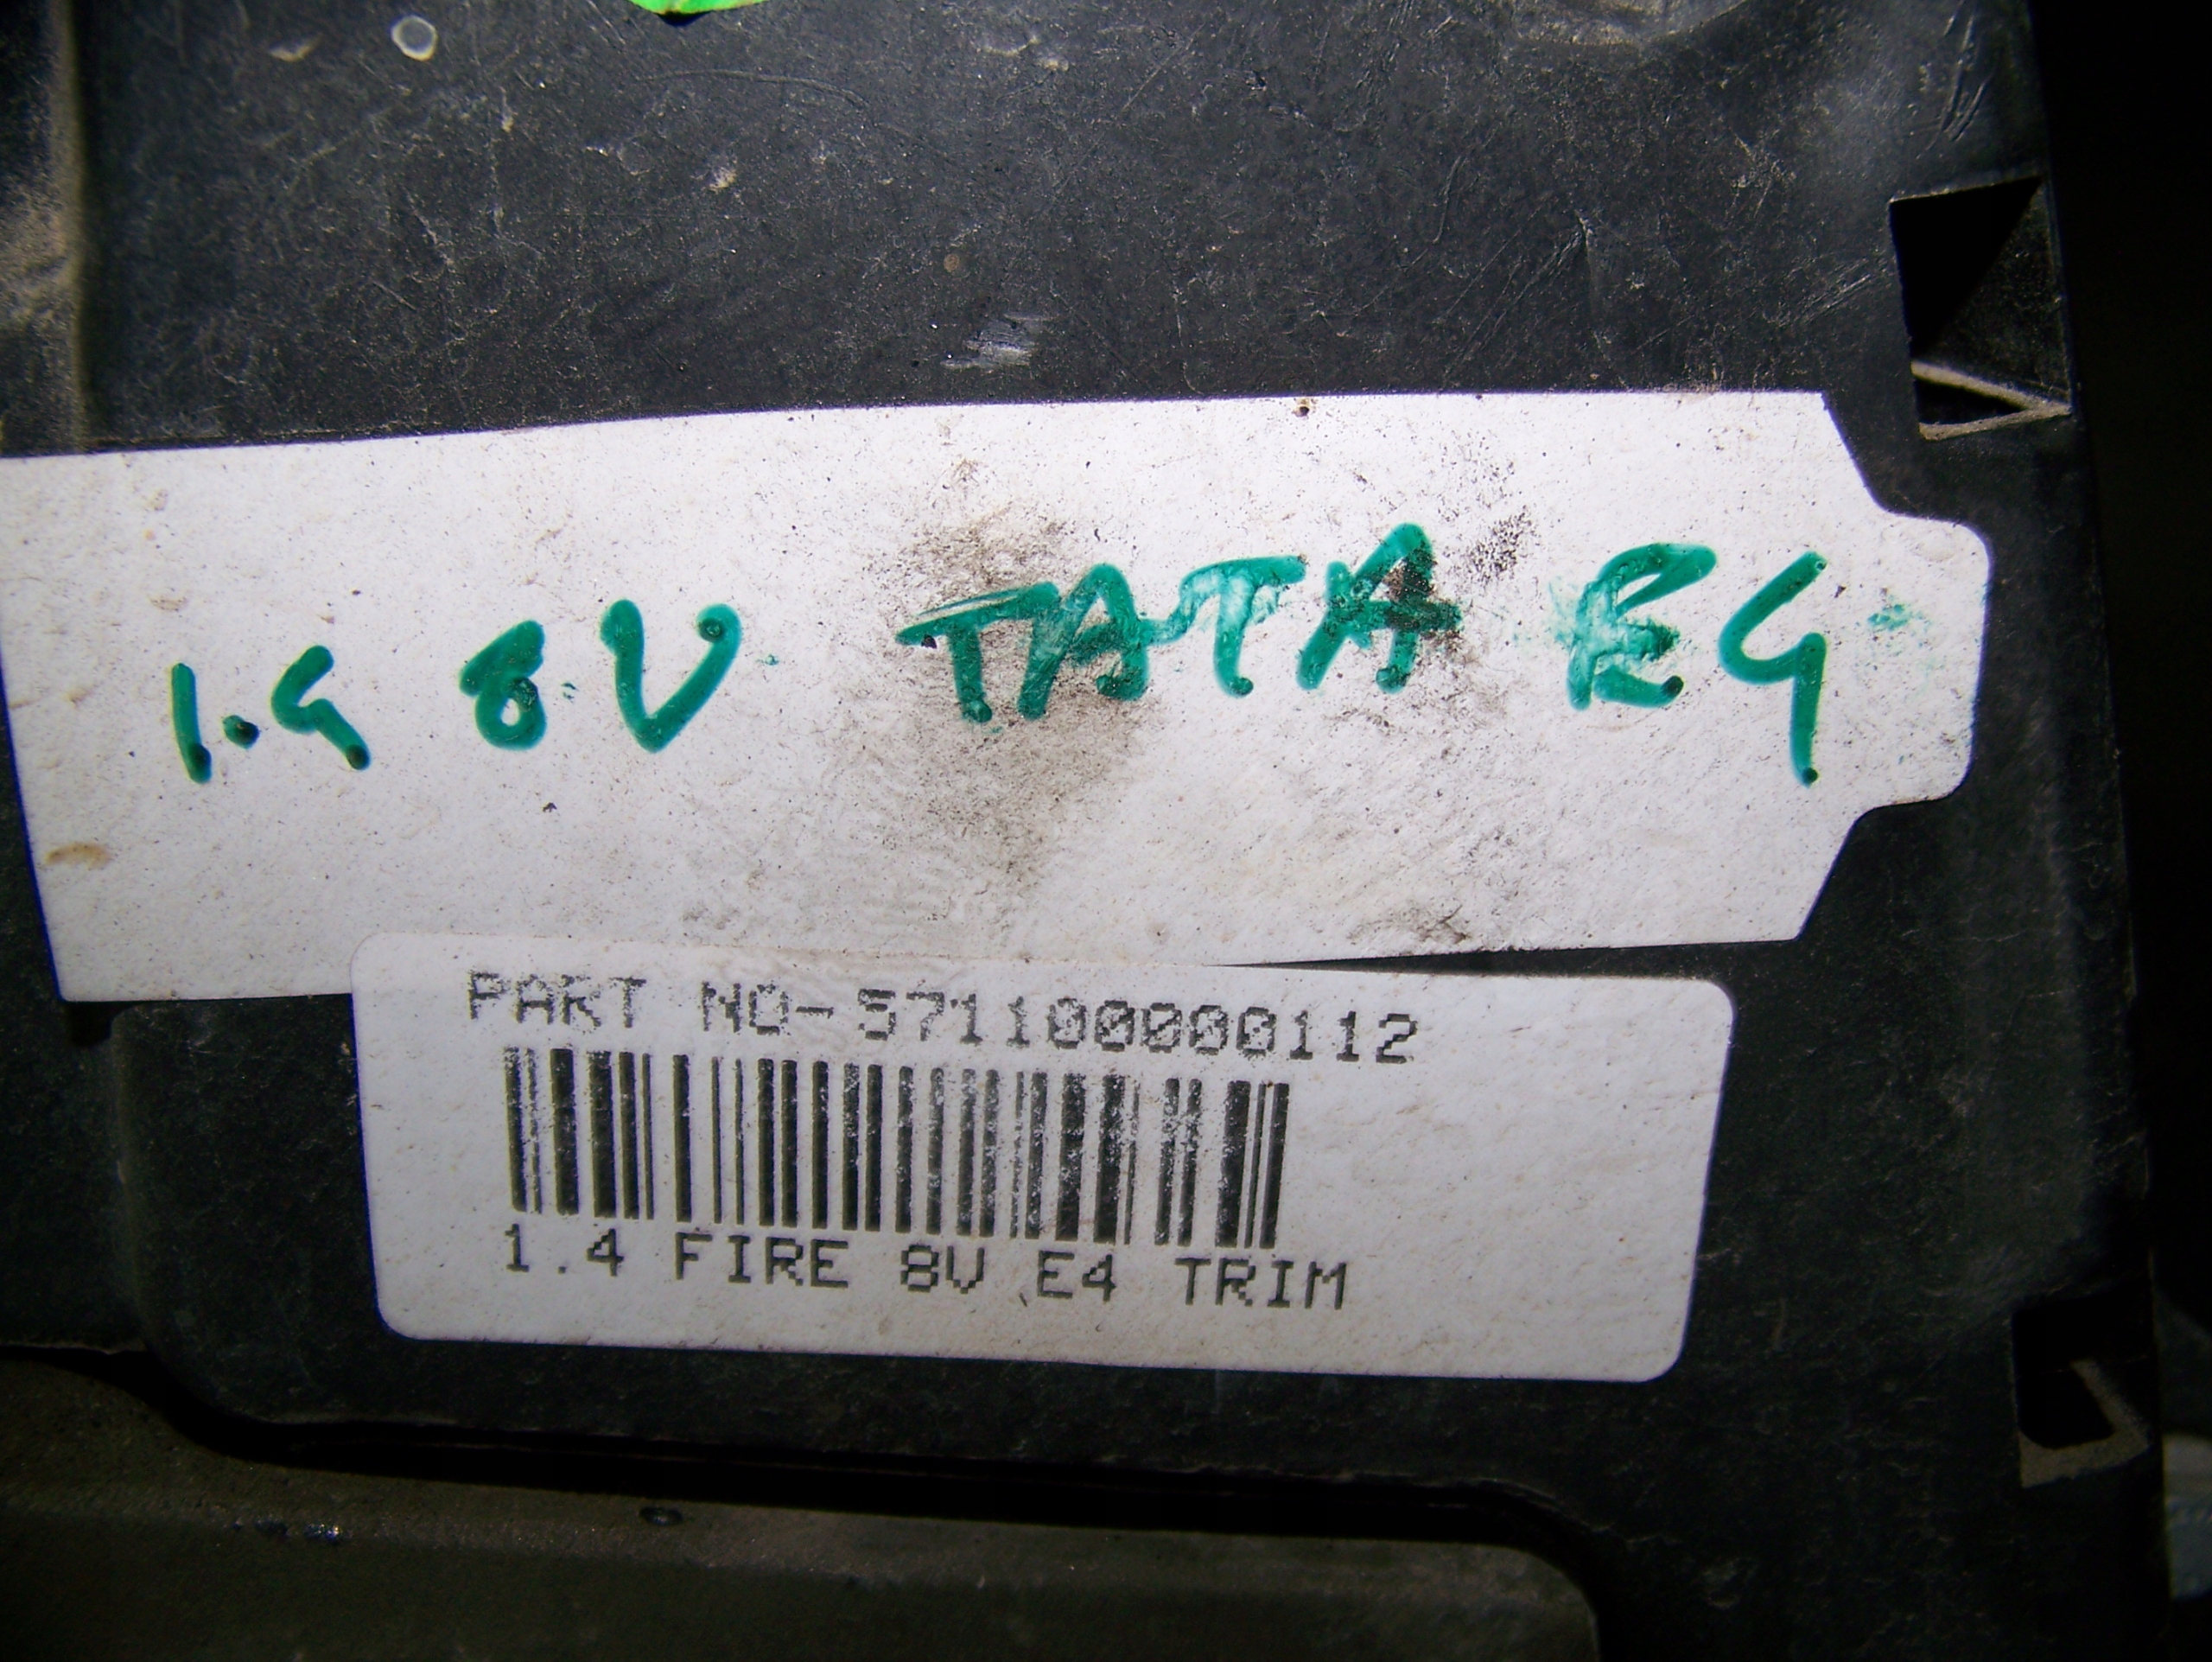 1.4 8V TATA E4
PART NO-571100000112
1.4 FIRE 8V E4 TRIM